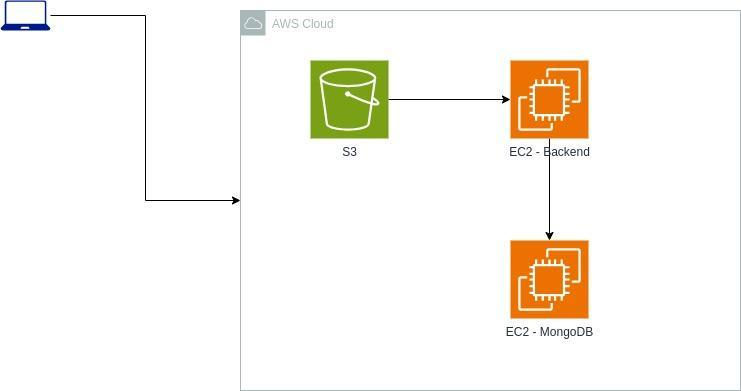 AWS Cloud
S3
EC2 - Backend
EC2 - MongoDB